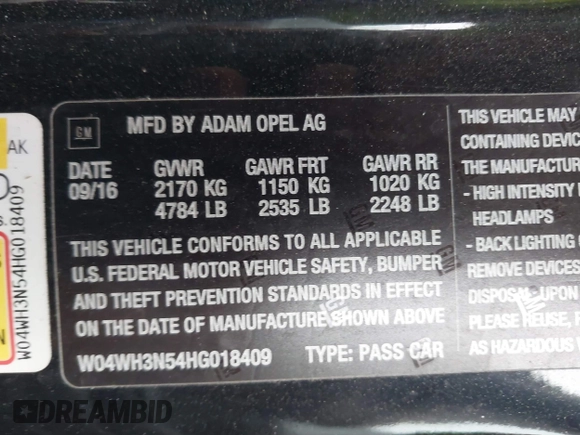 GM
MFD BY ADAM OPEL AG
DATE GVWR GAWR FRT GAWR RR
09/16 2170 KG 1150 KG 1020 KG
4784 LB 2535 LB 2248 LB
THIS VEHICLE CONFORMS TO ALL APPLICABLE
U.S. FEDERAL MOTOR VEHICLE SAFETY, BUMPER
AND THEFT PREVENTION STANDARDS IN EFFECT
ON THE DATE OF MANUFACTURE SHOWN ABOVE
W04WH3N54HG018409 TYPE: PASS CAR
THIS VEHICLE MAY
CONTAINING DEVIC
THE MANUFACTUR
- HIGH INTENSITY
HEADLAMPS
- BACK LIGHTING
REMOVE DEVICES
DISPOSAL UPON
PLEASE REUSE,
AS HAZARDOUS
AK
W04WH3N54HG018409
DREAMBID